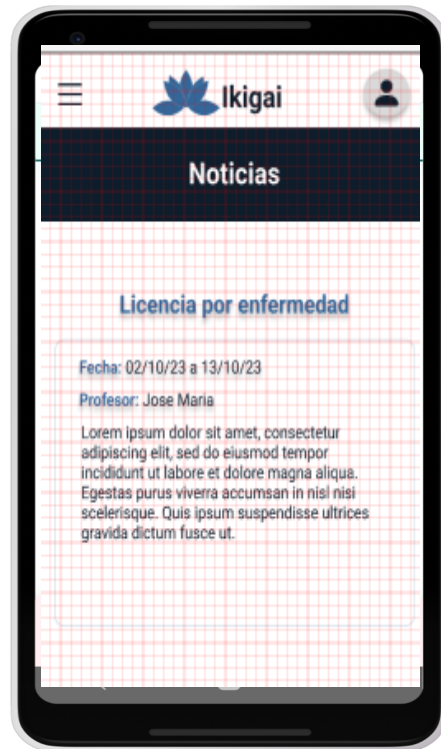 Ikigai
Noticias
Licencia por enfermedad
Fecha: 02/10/23 a 13/10/23
Profesor: Jose Maria
Lorem ipsum dolor sit amet, consectetur
adipiscing elit, sed do eiusmod tempor
incididunt ut labore et dolore magna aliqua.
Egestas purus viverra accumsan in nisl nisi
scelerisque. Quis ipsum suspendisse ultrices
gravida dictum fusce ut.